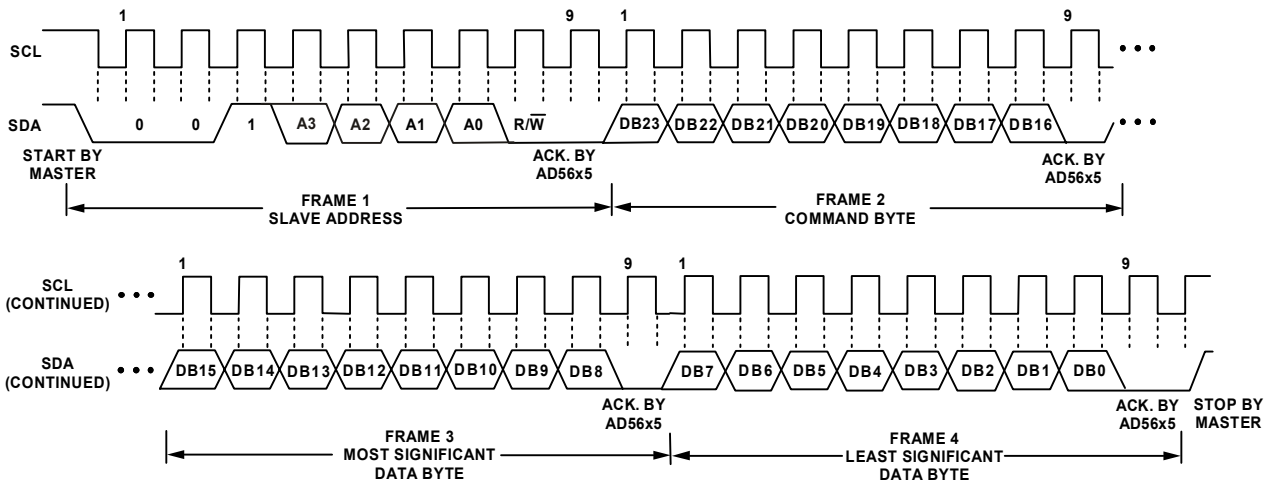 1 9 1 9
SCL
SDA 0 0 1 A3 A2 A1 A0 R/W̅ DB23 DB22 DB21 DB20 DB19 DB18 DB17 DB16
START BY MASTER
ACK. BY AD56x5
ACK. BY AD56x5
FRAME 1
SLAVE ADDRESS
FRAME 2
COMMAND BYTE
1 9 1 9
SCL
(CONTINUED)
SDA
(CONTINUED)
DB15 DB14 DB13 DB12 DB11 DB10 DB9 DB8 DB7 DB6 DB5 DB4 DB3 DB2 DB1 DB0
ACK. BY AD56x5
ACK. BY AD56x5
STOP BY MASTER
FRAME 3
MOST SIGNIFICANT
DATA BYTE
FRAME 4
LEAST SIGNIFICANT
DATA BYTE